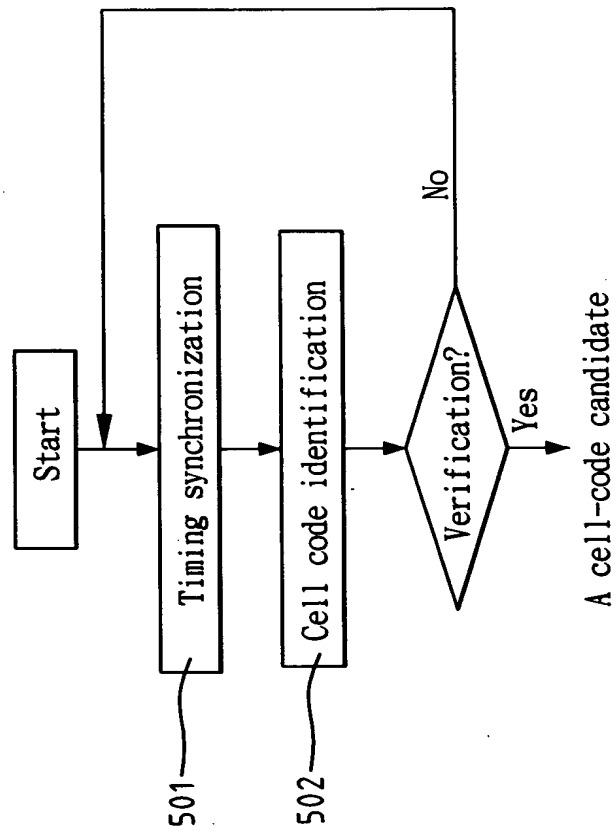 Start
501
Timing synchronization
502
Cell code identification
Verification?
No
Yes
A cell-code candidate